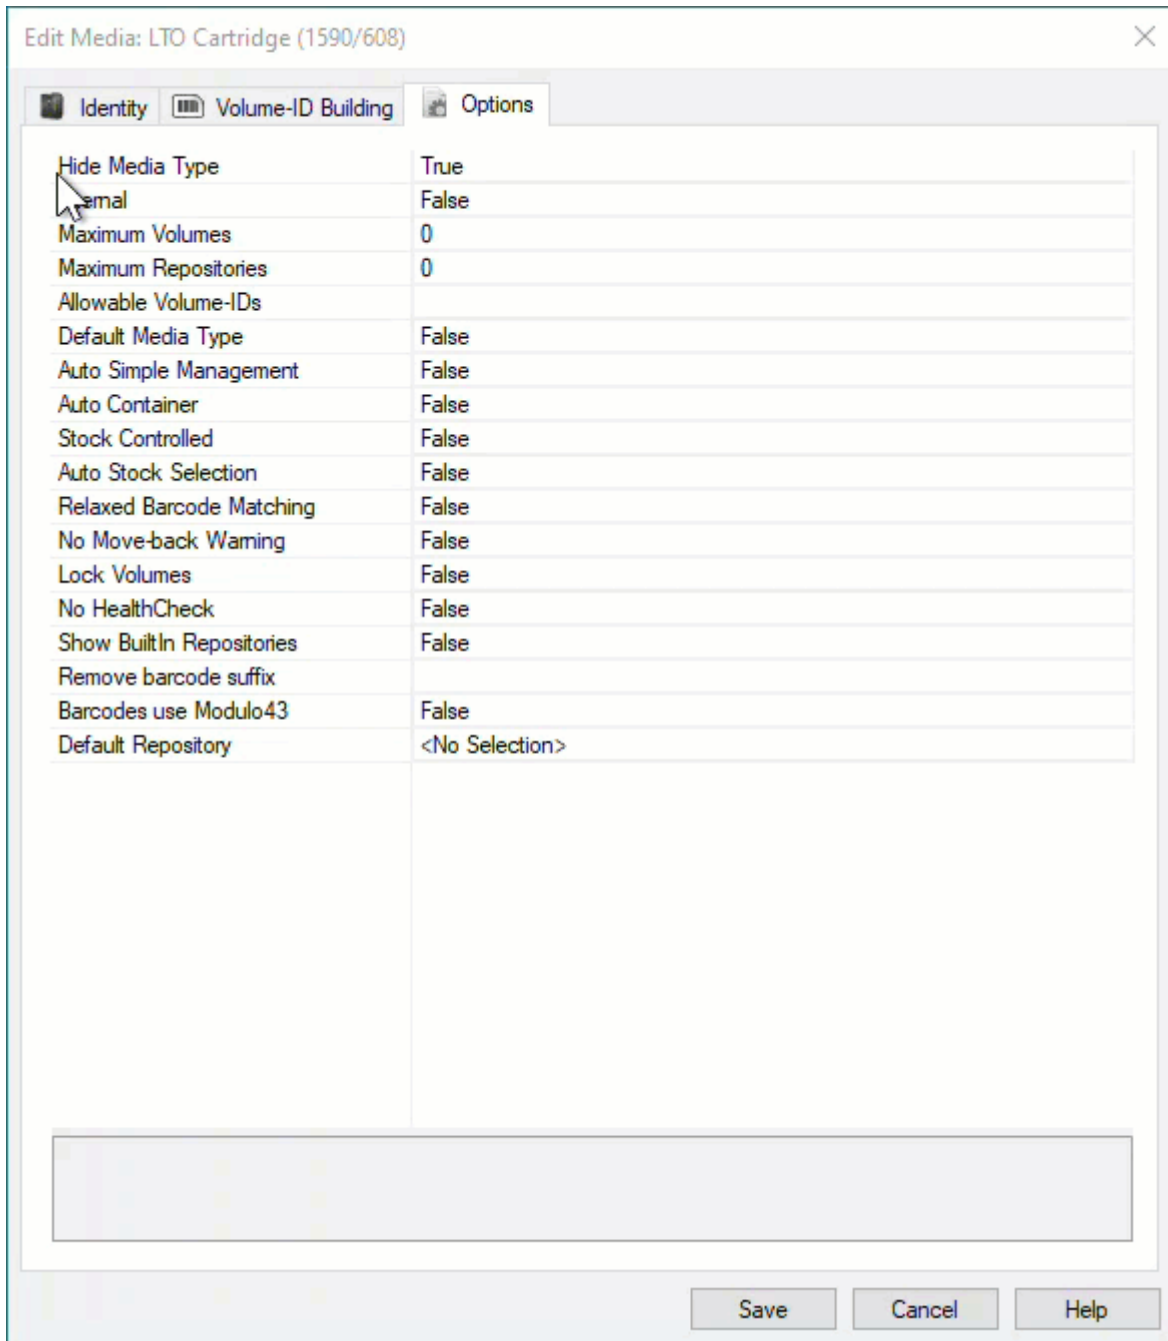 Edit Media: LTO Cartridge (1590/608)
Identity Volume-ID Building Options
Hide Media Type True
False
Maximum Volumes 0
Maximum Repositories 0
Allowable Volume-IDs
Default Media Type False
Auto Simple Management False
Auto Container False
Stock Controlled False
Auto Stock Selection False
Relaxed Barcode Matching False
No Move-back Warning False
Lock Volumes False
No HealthCheck False
Show BuiltIn Repositories False
Remove barcode suffix
Barcodes use Modulo43 False
Default Repository <No Selection>
Save Cancel Help